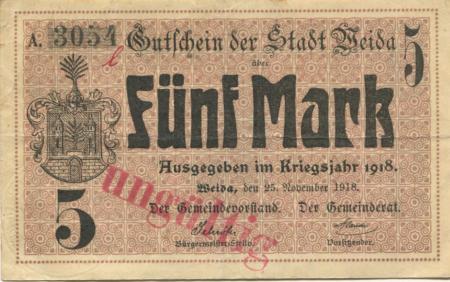 A. 3054
Gutschein der Stadt Weida
über
5
Fünf Mark
Ausgegeben im Kriegsjahr 1918.
Weida, den 25. November 1918.
Der Gemeindevorstand. Der Gemeinderat.
5
Bürgermeister-Stellv. Vorsitzender.
ungültig